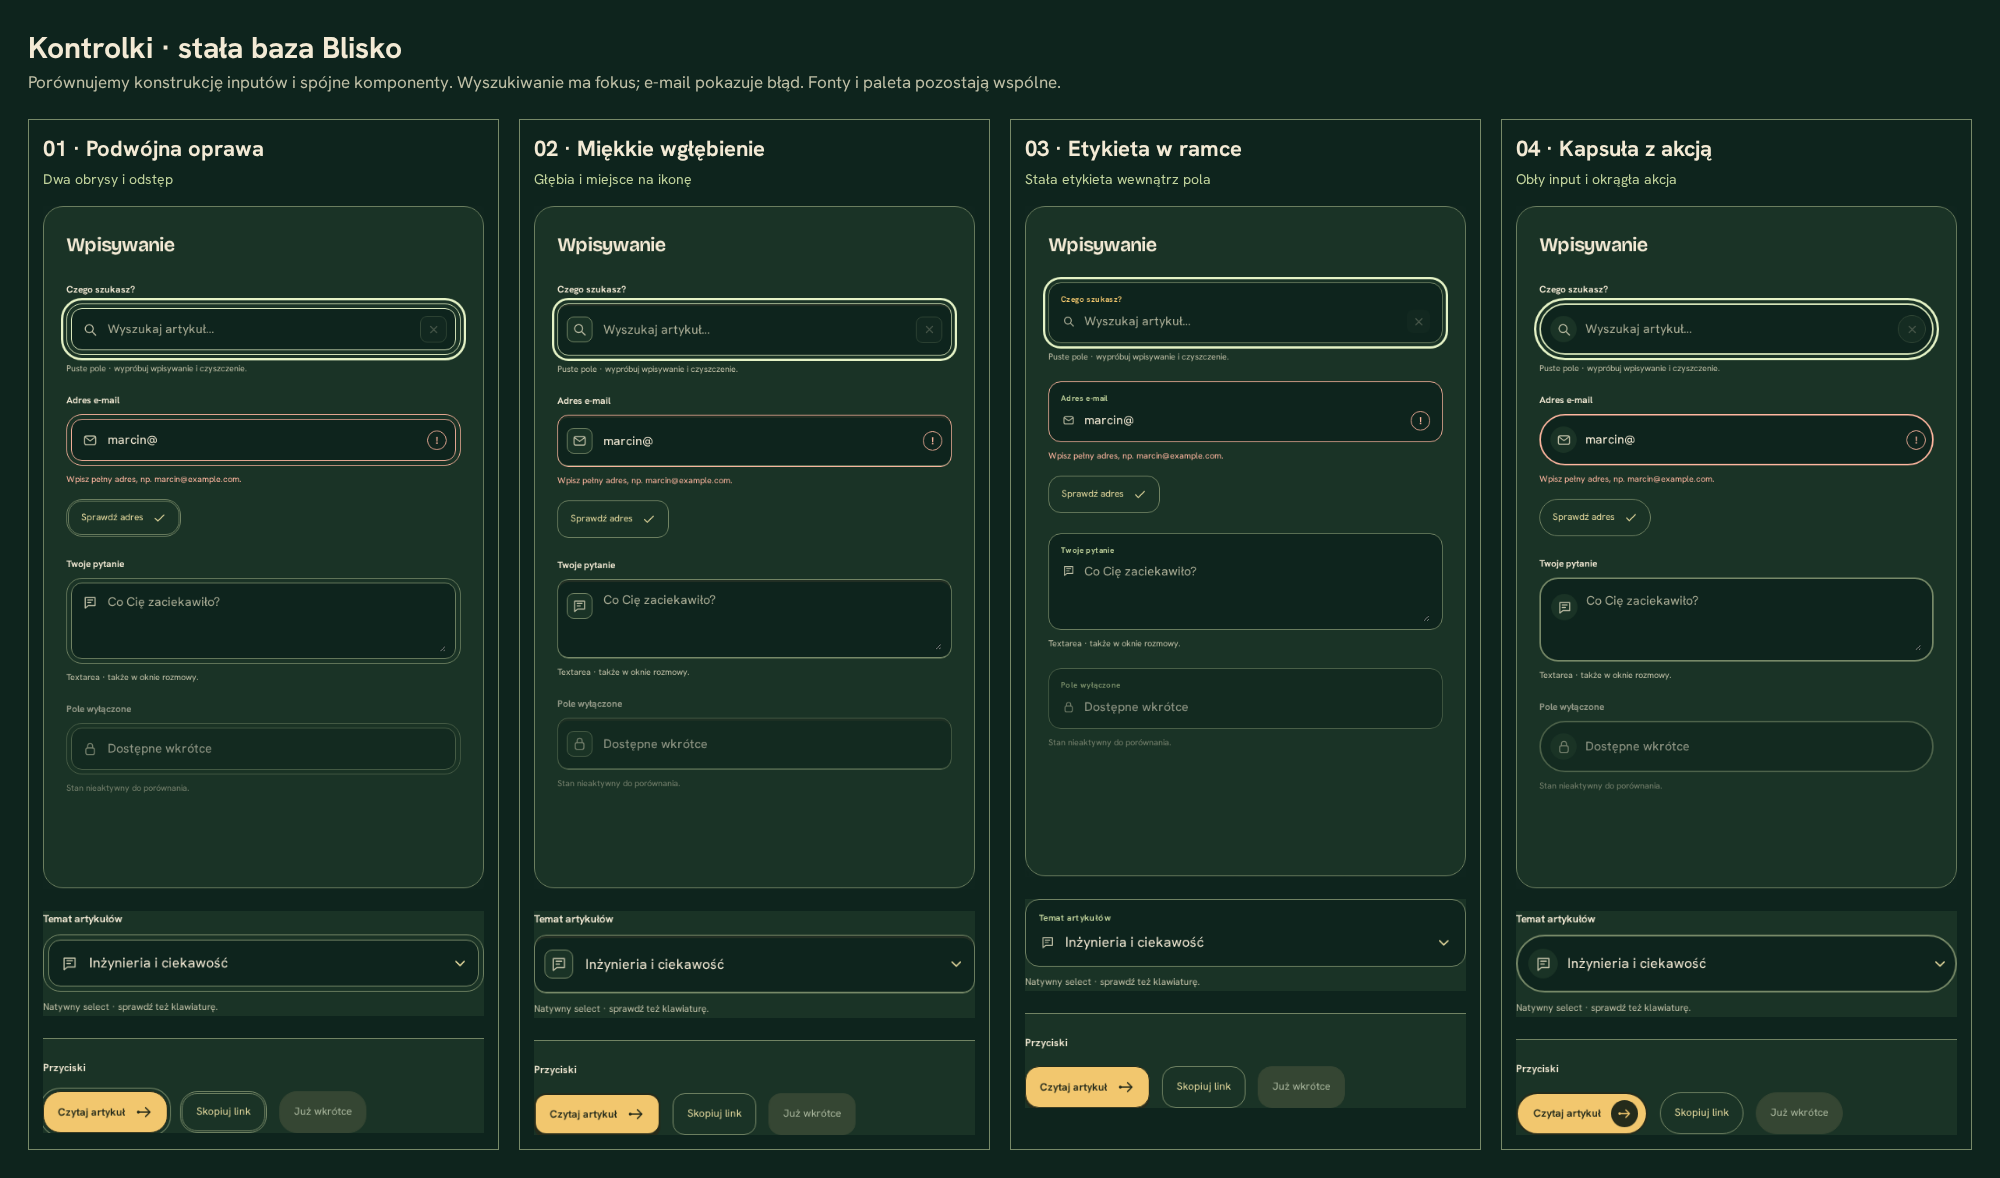 Kontrolki · stała baza Blisko
Porównujemy konstrukcję inputów i spójne komponenty. Wyszukiwanie ma fokus; e-mail pokazuje błąd. Fonty i paleta pozostają wspólne.
01 · Podwójna oprawa
Dwa obrysy i odstęp
Wpisywanie
Czego szukasz?
Wyszukaj artykuł...
Puste pole · wypróbuj wpisywanie i czyszczenie.
Adres e-mail
marcin@
Wpisz pełny adres, np. marcin@example.com.
Sprawdź adres
Twoje pytanie
Co Cię zaciekawiło?
Textarea · także w oknie rozmowy.
Pole wyłączone
Dostępne wkrótce
Stan nieaktywny do porównania.
Temat artykułów
Inżynieria i ciekawość
Natywny select · sprawdź też klawiaturę.
Przyciski
Czytaj artykuł
Skopiuj link
Już wkrótce
02 · Miękkie wgłębienie
Głębia i miejsce na ikonę
Wpisywanie
Czego szukasz?
Wyszukaj artykuł...
Puste pole · wypróbuj wpisywanie i czyszczenie.
Adres e-mail
marcin@
Wpisz pełny adres, np. marcin@example.com.
Sprawdź adres
Twoje pytanie
Co Cię zaciekawiło?
Textarea · także w oknie rozmowy.
Pole wyłączone
Dostępne wkrótce
Stan nieaktywny do porównania.
Temat artykułów
Inżynieria i ciekawość
Natywny select · sprawdź też klawiaturę.
Przyciski
Czytaj artykuł
Skopiuj link
Już wkrótce
03 · Etykieta w ramce
Stała etykieta wewnątrz pola
Wpisywanie
Czego szukasz?
Wyszukaj artykuł...
Puste pole · wypróbuj wpisywanie i czyszczenie.
Adres e-mail
marcin@
Wpisz pełny adres, np. marcin@example.com.
Sprawdź adres
Twoje pytanie
Co Cię zaciekawiło?
Textarea · także w oknie rozmowy.
Pole wyłączone
Dostępne wkrótce
Stan nieaktywny do porównania.
Temat artykułów
Inżynieria i ciekawość
Natywny select · sprawdź też klawiaturę.
Przyciski
Czytaj artykuł
Skopiuj link
Już wkrótce
04 · Kapsuła z akcją
Obły input i okrągła akcja
Wpisywanie
Czego szukasz?
Wyszukaj artykuł...
Puste pole · wypróbuj wpisywanie i czyszczenie.
Adres e-mail
marcin@
Wpisz pełny adres, np. marcin@example.com.
Sprawdź adres
Twoje pytanie
Co Cię zaciekawiło?
Textarea · także w oknie rozmowy.
Pole wyłączone
Dostępne wkrótce
Stan nieaktywny do porównania.
Temat artykułów
Inżynieria i ciekawość
Natywny select · sprawdź też klawiaturę.
Przyciski
Czytaj artykuł
Skopiuj link
Już wkrótce